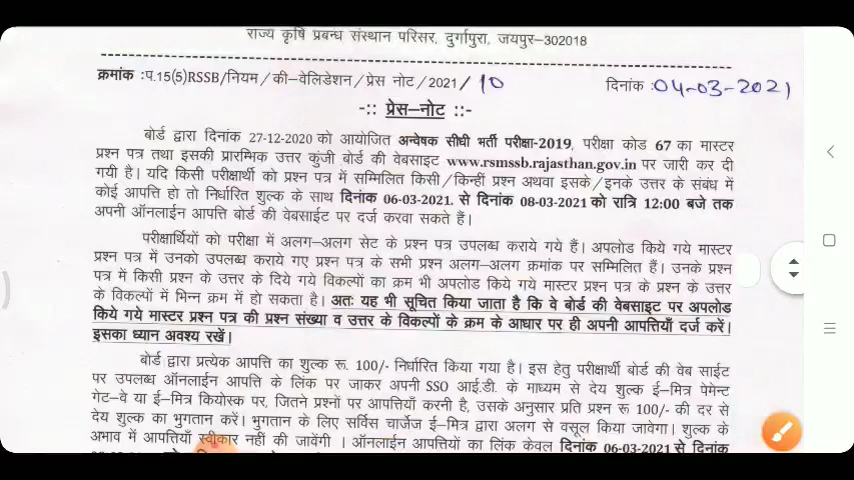 राज्य कृषि प्रबन्ध संस्थान परिसर, दुर्गापुरा, जयपुर–302018
क्रमांक :प.15(5)RSSB/नियम/की-वेलिडेशन/प्रेस नोट/2021/10 दिनांक :04-03-2021
-:: प्रेस–नोट ::-
बोर्ड द्वारा दिनांक 27-12-2020 को आयोजित अन्वेषक सीधी भर्ती परीक्षा-2019, परीक्षा कोड 67 का मास्टर
प्रश्न पत्र तथा इसकी प्रारम्भिक उत्तर कुंजी बोर्ड की वेबसाइट www.rsmssb.rajasthan.gov.in पर जारी कर दी
गयी है। यदि किसी परीक्षार्थी को प्रश्न पत्र में सम्मिलित किसी/किन्हीं प्रश्न अथवा इसके/इनके उत्तर के संबंध में
कोई आपत्ति हो तो निर्धारित शुल्क के साथ दिनांक 06-03-2021. से दिनांक 08-03-2021 को रात्रि 12:00 बजे तक
अपनी ऑनलाईन आपत्ति बोर्ड की वेबसाईट पर दर्ज करवा सकते हैं।
परीक्षार्थियों को परीक्षा में अलग-अलग सेट के प्रश्न पत्र उपलब्ध कराये गये हैं। अपलोड किये गये मास्टर
प्रश्न पत्र में उनको उपलब्ध कराए गए प्रश्न पत्र के सभी प्रश्न अलग-अलग क्रमांक पर सम्मिलित हैं। उनके प्रश्न
पत्र में किसी प्रश्न के उत्तर के दिये गये विकल्पों का क्रम भी अपलोड किये गये मास्टर प्रश्न पत्र के प्रश्न के उत्तर
के विकल्पों में भिन्न क्रम में हो सकता है। अतः यह भी सूचित किया जाता है कि वे बोर्ड की वेबसाइट पर अपलोड
किये गये मास्टर प्रश्न पत्र की प्रश्न संख्या व उत्तर के विकल्पों के क्रम के आधार पर ही अपनी आपत्तियाँ दर्ज करें।
इसका ध्यान अवश्य रखें।
बोर्ड द्वारा प्रत्येक आपत्ति का शुल्क रू. 100/- निर्धारित किया गया है। इस हेतु परीक्षार्थी बोर्ड की वेब साईट
पर उपलब्ध ऑनलाईन आपत्ति के लिंक पर जाकर अपनी SSO आई.डी. के माध्यम से देय शुल्क ई-मित्र पेमेन्ट
गेट-वे या ई-मित्र कियोस्क पर, जितने प्रश्नों पर आपत्तियाँ करनी है, उसके अनुसार प्रति प्रश्न रू 100/- की दर से
देय शुल्क का भुगतान करें। भुगतान के लिए सर्विस चार्जेज ई-मित्र द्वारा अलग से वसूल किया जावेगा। शुल्क के
अभाव में आपत्तियाँ स्वीकार नहीं की जावेंगी । ऑनलाईन आपत्तियों का लिंक केवल दिनांक 06-03-2021 से दिनांक